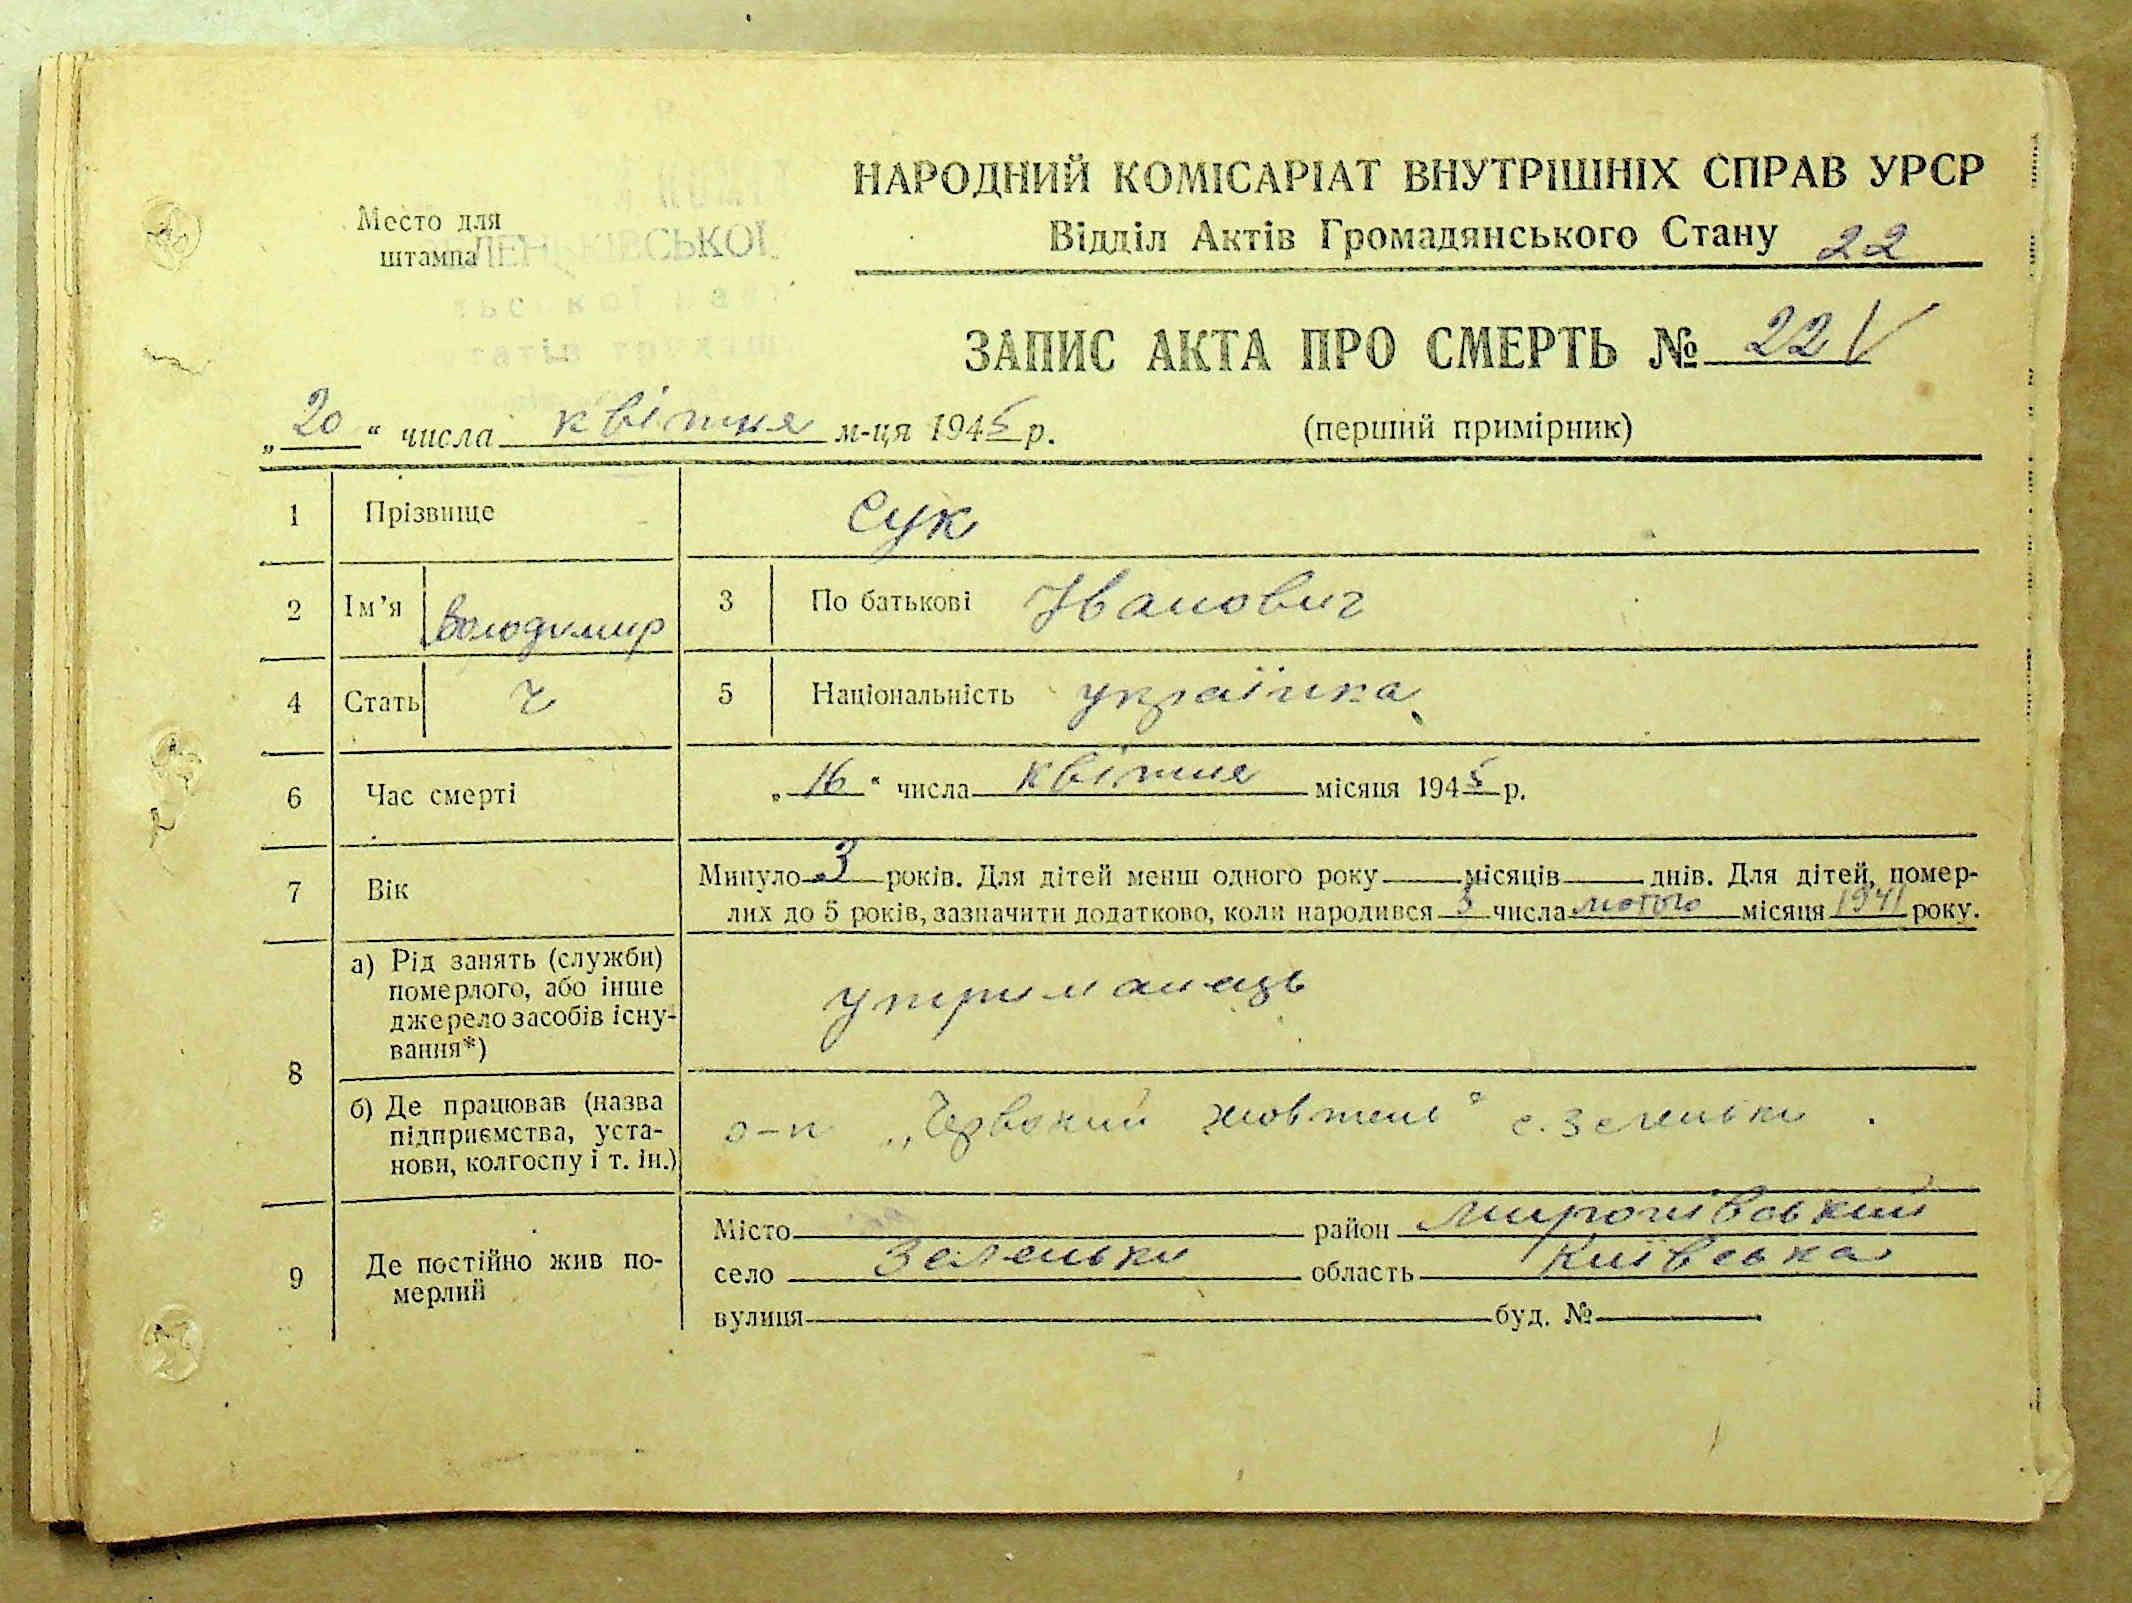 НАРОДНИЙ КОМІСАРІАТ ВНУТРІШНІХ СПРАВ УРСР
Место для штампа
Відділ Актів Громадянського Стану 22
ЗАПИС АКТА ПРО СМЕРТЬ № 22
„20“ числа квітня м-ця 1945 р. (перший примірник)
1 Прізвище Сук
2 Ім’я Володимир 3 По батькові Іванович
4 Стать ч 5 Національність українка
6 Час смерті „16“ числа квітня місяця 1945 р.
7 Вік Минуло 3 років. Для дітей менш одного року місяців днів. Для дітей, помер-
лих до 5 років, зазначити додатково, коли народився 3 числа лютого місяця 1941 року.
8 а) Рід занять (служби)
померлого, або інше
джерело засобів існу-
вання*)
утриманець
б) Де працював (назва
підприємства, уста-
нови, колгоспу і т. ін.)
„Червоний жовтень“ с. Зеленьки
9 Де постійно жив по-
мерлий
Місто район Миронівський
село Зеленьки область Київська
вулиця буд. №